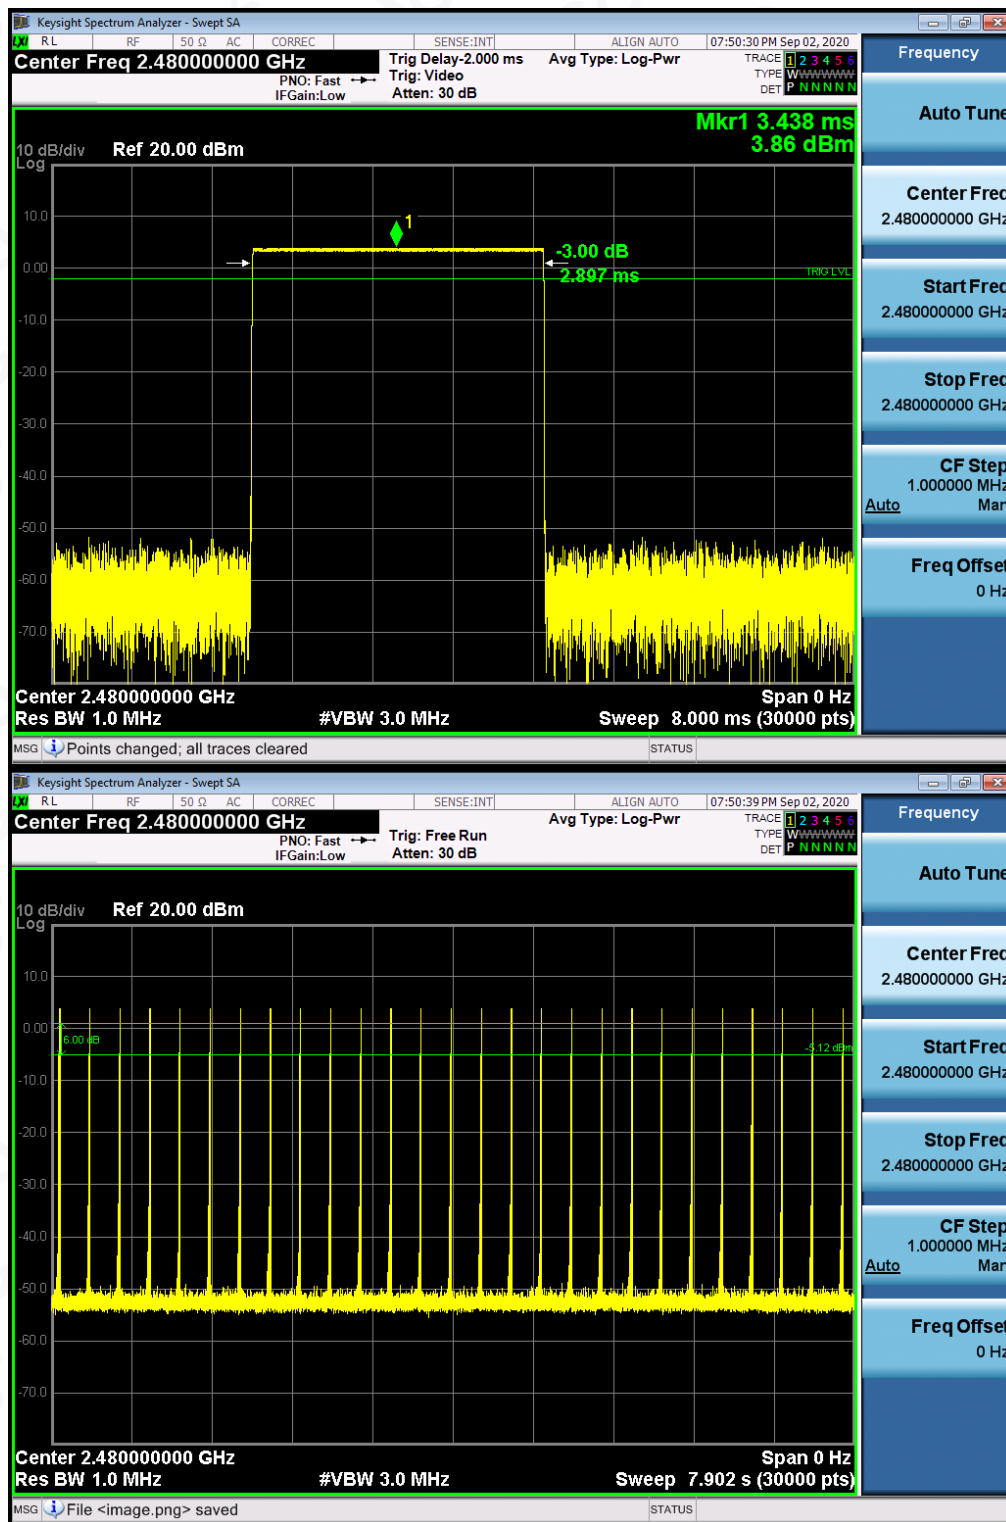 Keysight Spectrum Analyzer - Swept SA
LXI RL RF 50 Ω AC CORREC SENSE:INT ALIGN AUTO 07:50:30 PM Sep 02, 2020
Center Freq 2.480000000 GHz
PNO: Fast
IFGain:Low
Trig Delay-2.000 ms
Trig: Video
Atten: 30 dB
Avg Type: Log-Pwr
TRACE 1 2 3 4 5 6
TYPE WWWWWW
DET P N N N N N
Mkr1 3.438 ms
3.86 dBm
10 dB/div Ref 20.00 dBm
Log
10.0
0.00
-10.0
-20.0
-30.0
-40.0
-50.0
-60.0
-70.0
1
-3.00 dB
2.897 ms
TRIG LVL
Center 2.480000000 GHz Span 0 Hz
Res BW 1.0 MHz #VBW 3.0 MHz Sweep 8.000 ms (30000 pts)
MSG Points changed; all traces cleared STATUS
Frequency
Auto Tune
Center Freq
2.480000000 GHz
Start Freq
2.480000000 GHz
Stop Freq
2.480000000 GHz
CF Step
1.000000 MHz
Auto Man
Freq Offset
0 Hz
Keysight Spectrum Analyzer - Swept SA
LXI RL RF 50 Ω AC CORREC SENSE:INT ALIGN AUTO 07:50:39 PM Sep 02, 2020
Center Freq 2.480000000 GHz
PNO: Fast
IFGain:Low
Trig: Free Run
Atten: 30 dB
Avg Type: Log-Pwr
TRACE 1 2 3 4 5 6
TYPE WWWWWW
DET P N N N N N
10 dB/div Ref 20.00 dBm
Log
10.0
0.00
-10.0
-20.0
-30.0
-40.0
-50.0
-60.0
-70.0
6.00 dB
-5.12 dBm
Center 2.480000000 GHz Span 0 Hz
Res BW 1.0 MHz #VBW 3.0 MHz Sweep 7.902 s (30000 pts)
MSG File <image.png> saved STATUS
Frequency
Auto Tune
Center Freq
2.480000000 GHz
Start Freq
2.480000000 GHz
Stop Freq
2.480000000 GHz
CF Step
1.000000 MHz
Auto Man
Freq Offset
0 Hz